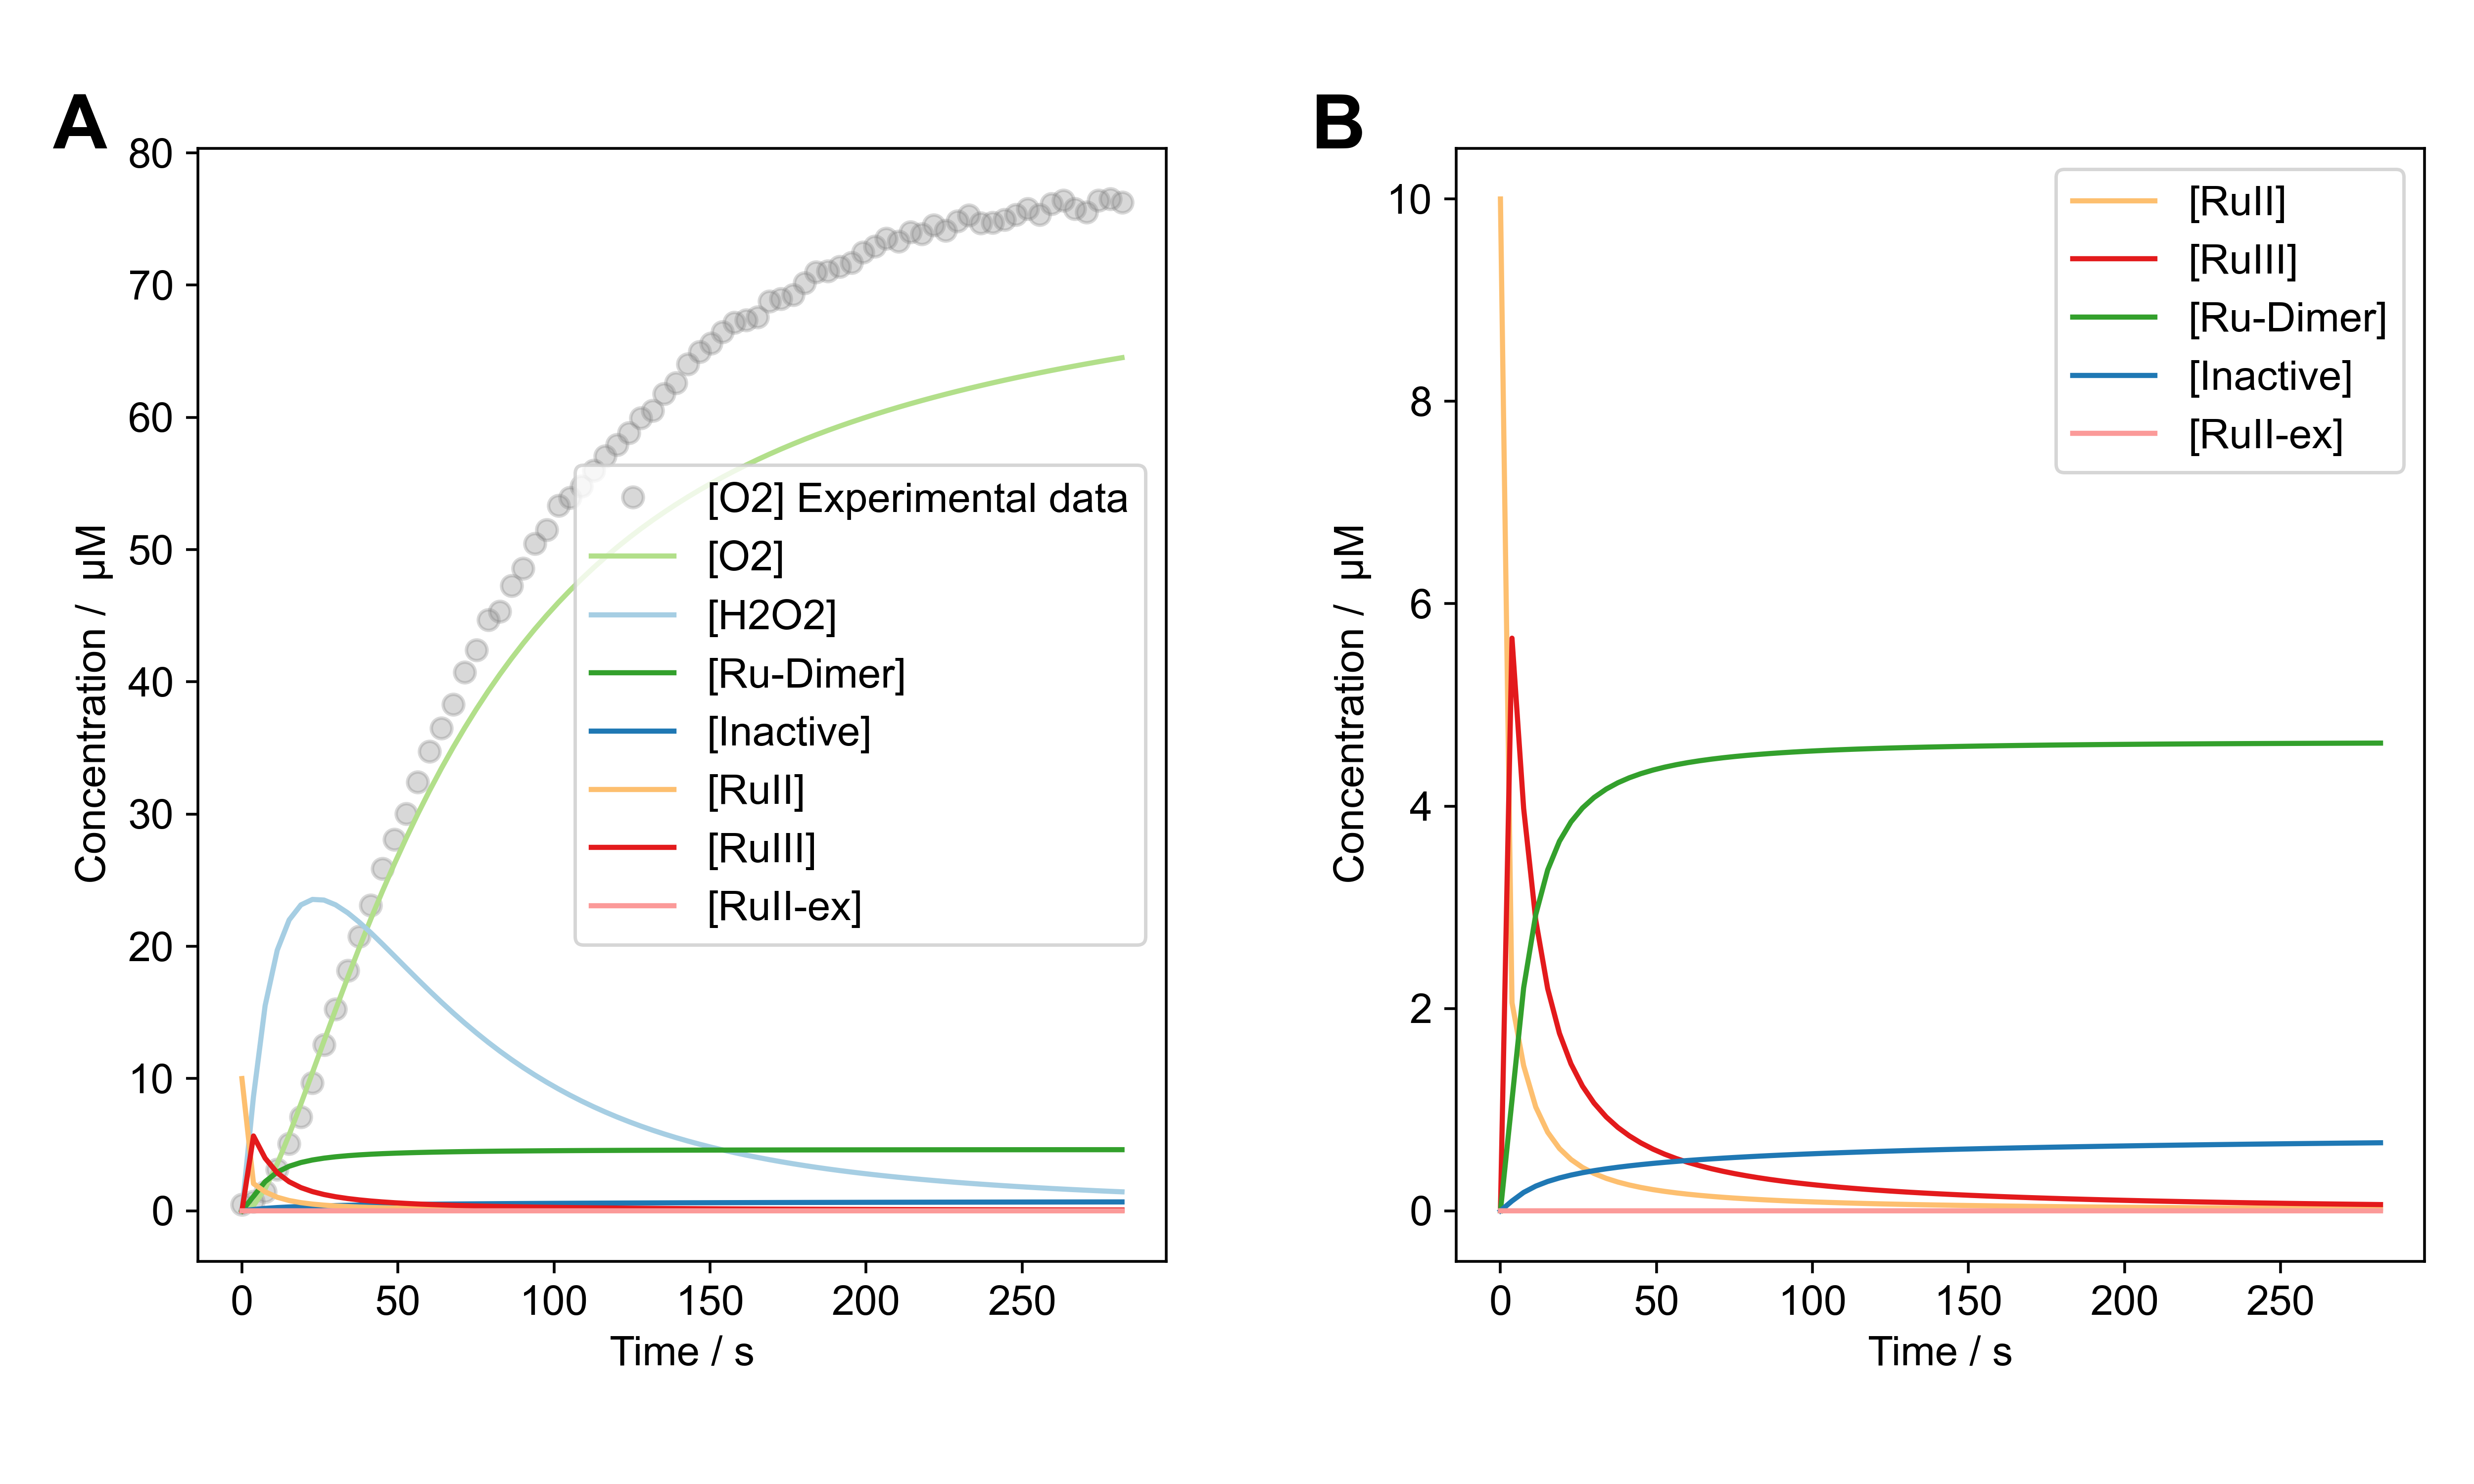 A
80
70
60
50
40
30
20
10
0
Concentration / µM
0 50 100 150 200 250
Time / s
[O2] Experimental data
[O2]
[H2O2]
[Ru-Dimer]
[Inactive]
[RuII]
[RuIII]
[RuII-ex]
B
10
8
6
4
2
0
Concentration / µM
0 50 100 150 200 250
Time / s
[RuII]
[RuIII]
[Ru-Dimer]
[Inactive]
[RuII-ex]